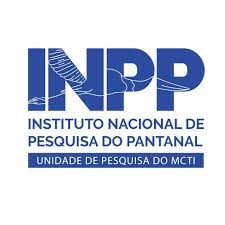 INPP
INSTITUTO NACIONAL DE
PESQUISA DO PANTANAL
UNIDADE DE PESQUISA DO MCTI